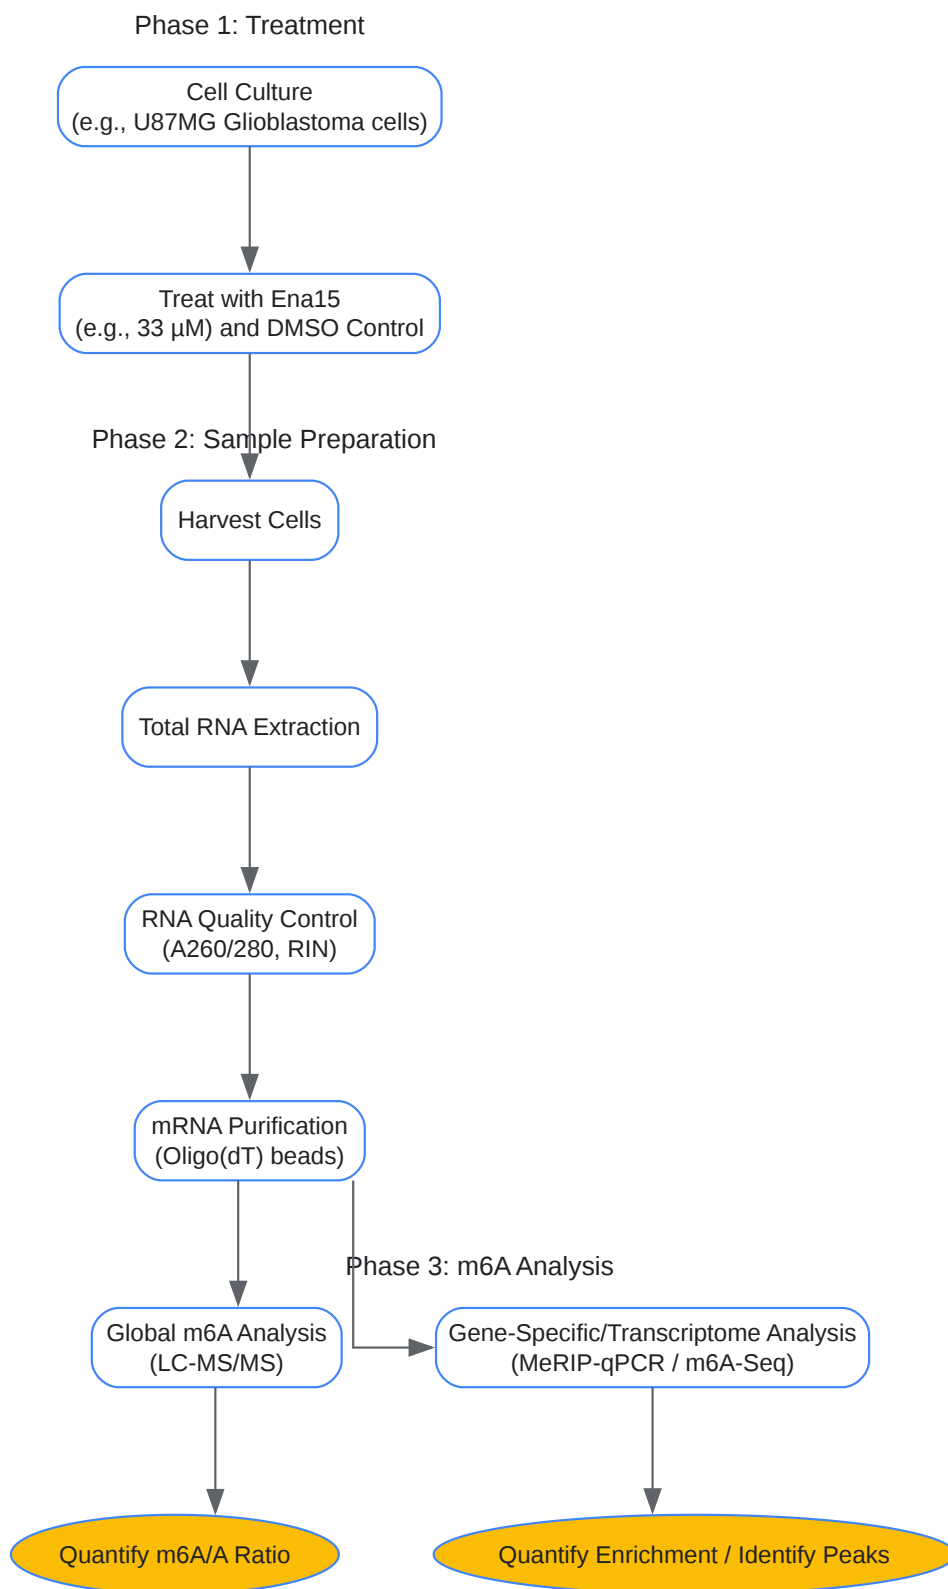 Phase 1: Treatment
Cell Culture
(e.g., U87MG Glioblastoma cells)
Treat with Ena15
(e.g., 33 µM) and DMSO Control
Phase 2: Sample Preparation
Harvest Cells
Total RNA Extraction
RNA Quality Control
(A260/280, RIN)
mRNA Purification
(Oligo(dT) beads)
Phase 3: m6A Analysis
Global m6A Analysis
(LC-MS/MS)
Gene-Specific/Transcriptome Analysis
(MeRIP-qPCR / m6A-Seq)
Quantify m6A/A Ratio
Quantify Enrichment / Identify Peaks